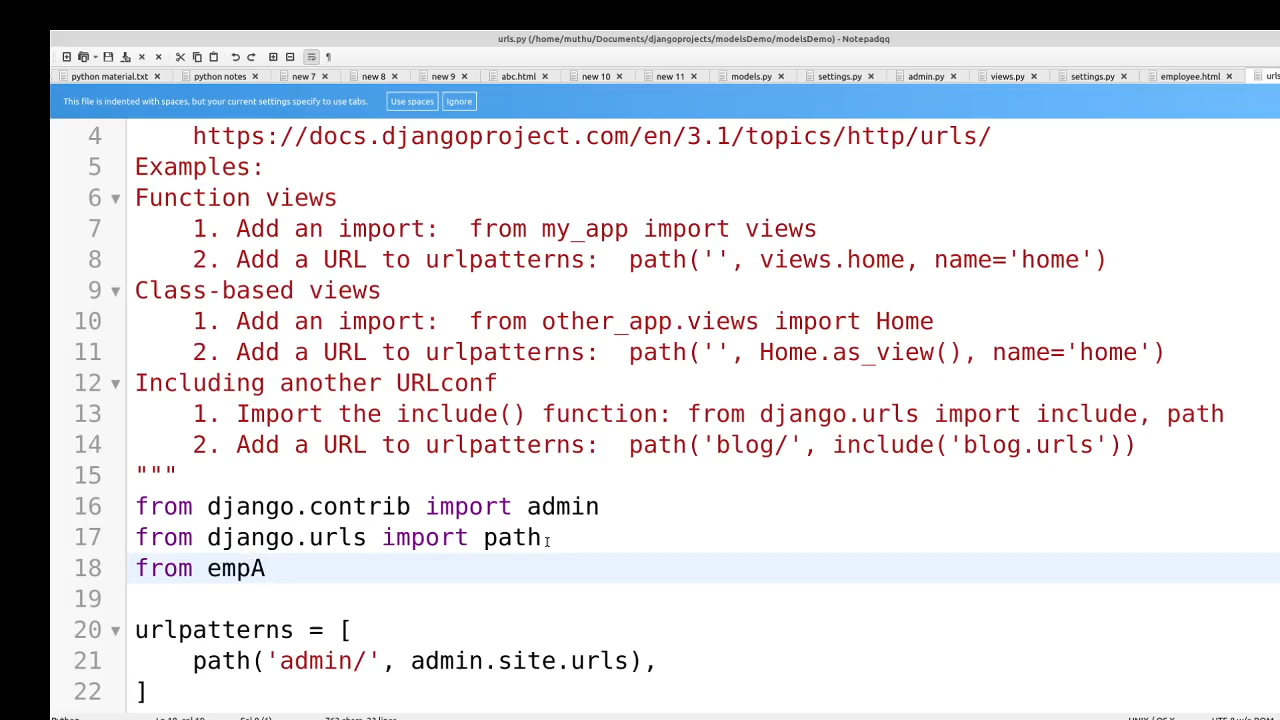 urls.py (/home/muthu/Documents/djangoprojects/modelsDemo/modelsDemo) - Notepadqq
python material.txt python notes new 7 new 8 new 9 abc.html new 10 new 11 models.py settings.py admin.py views.py settings.py employee.html urls
This file is indented with spaces, but your current settings specify to use tabs. Use spaces Ignore
4 https://docs.djangoproject.com/en/3.1/topics/http/urls/
5 Examples:
6 Function views
7 1. Add an import:  from my_app import views
8 2. Add a URL to urlpatterns:  path('', views.home, name='home')
9 Class-based views
10 1. Add an import:  from other_app.views import Home
11 2. Add a URL to urlpatterns:  path('', Home.as_view(), name='home')
12 Including another URLconf
13 1. Import the include() function: from django.urls import include, path
14 2. Add a URL to urlpatterns:  path('blog/', include('blog.urls'))
15 """
16 from django.contrib import admin
17 from django.urls import path
18 from empA
19
20 urlpatterns = [
21 path('admin/', admin.site.urls),
22 ]